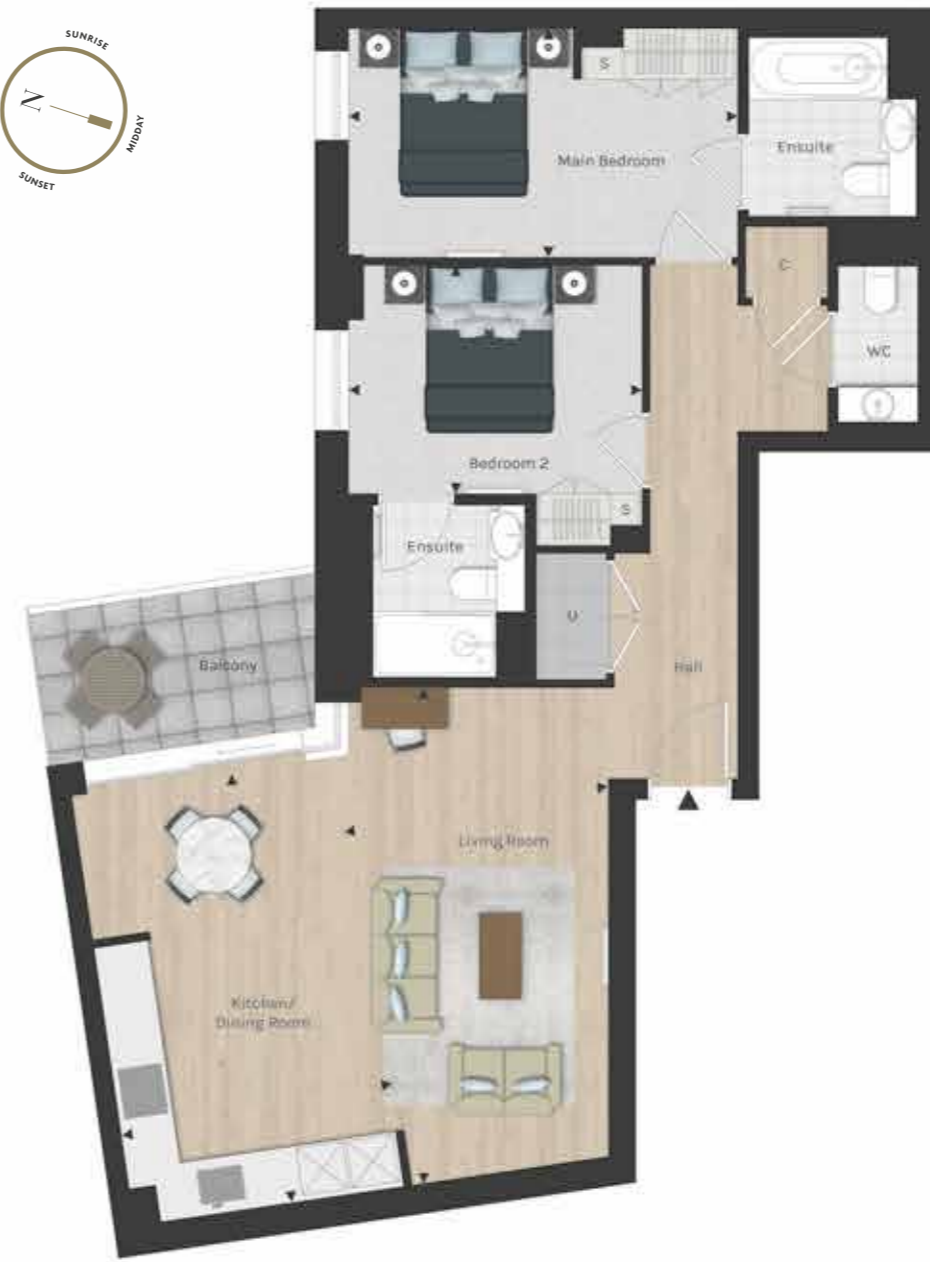 SUNRISE
N
MIDDAY
SUNSET
S
Main Bedroom
Ensuite
C
WC
Bedroom 2
S
Ensuite
U
Balcony
Hall
Living Room
Kitchen/
Dining Room